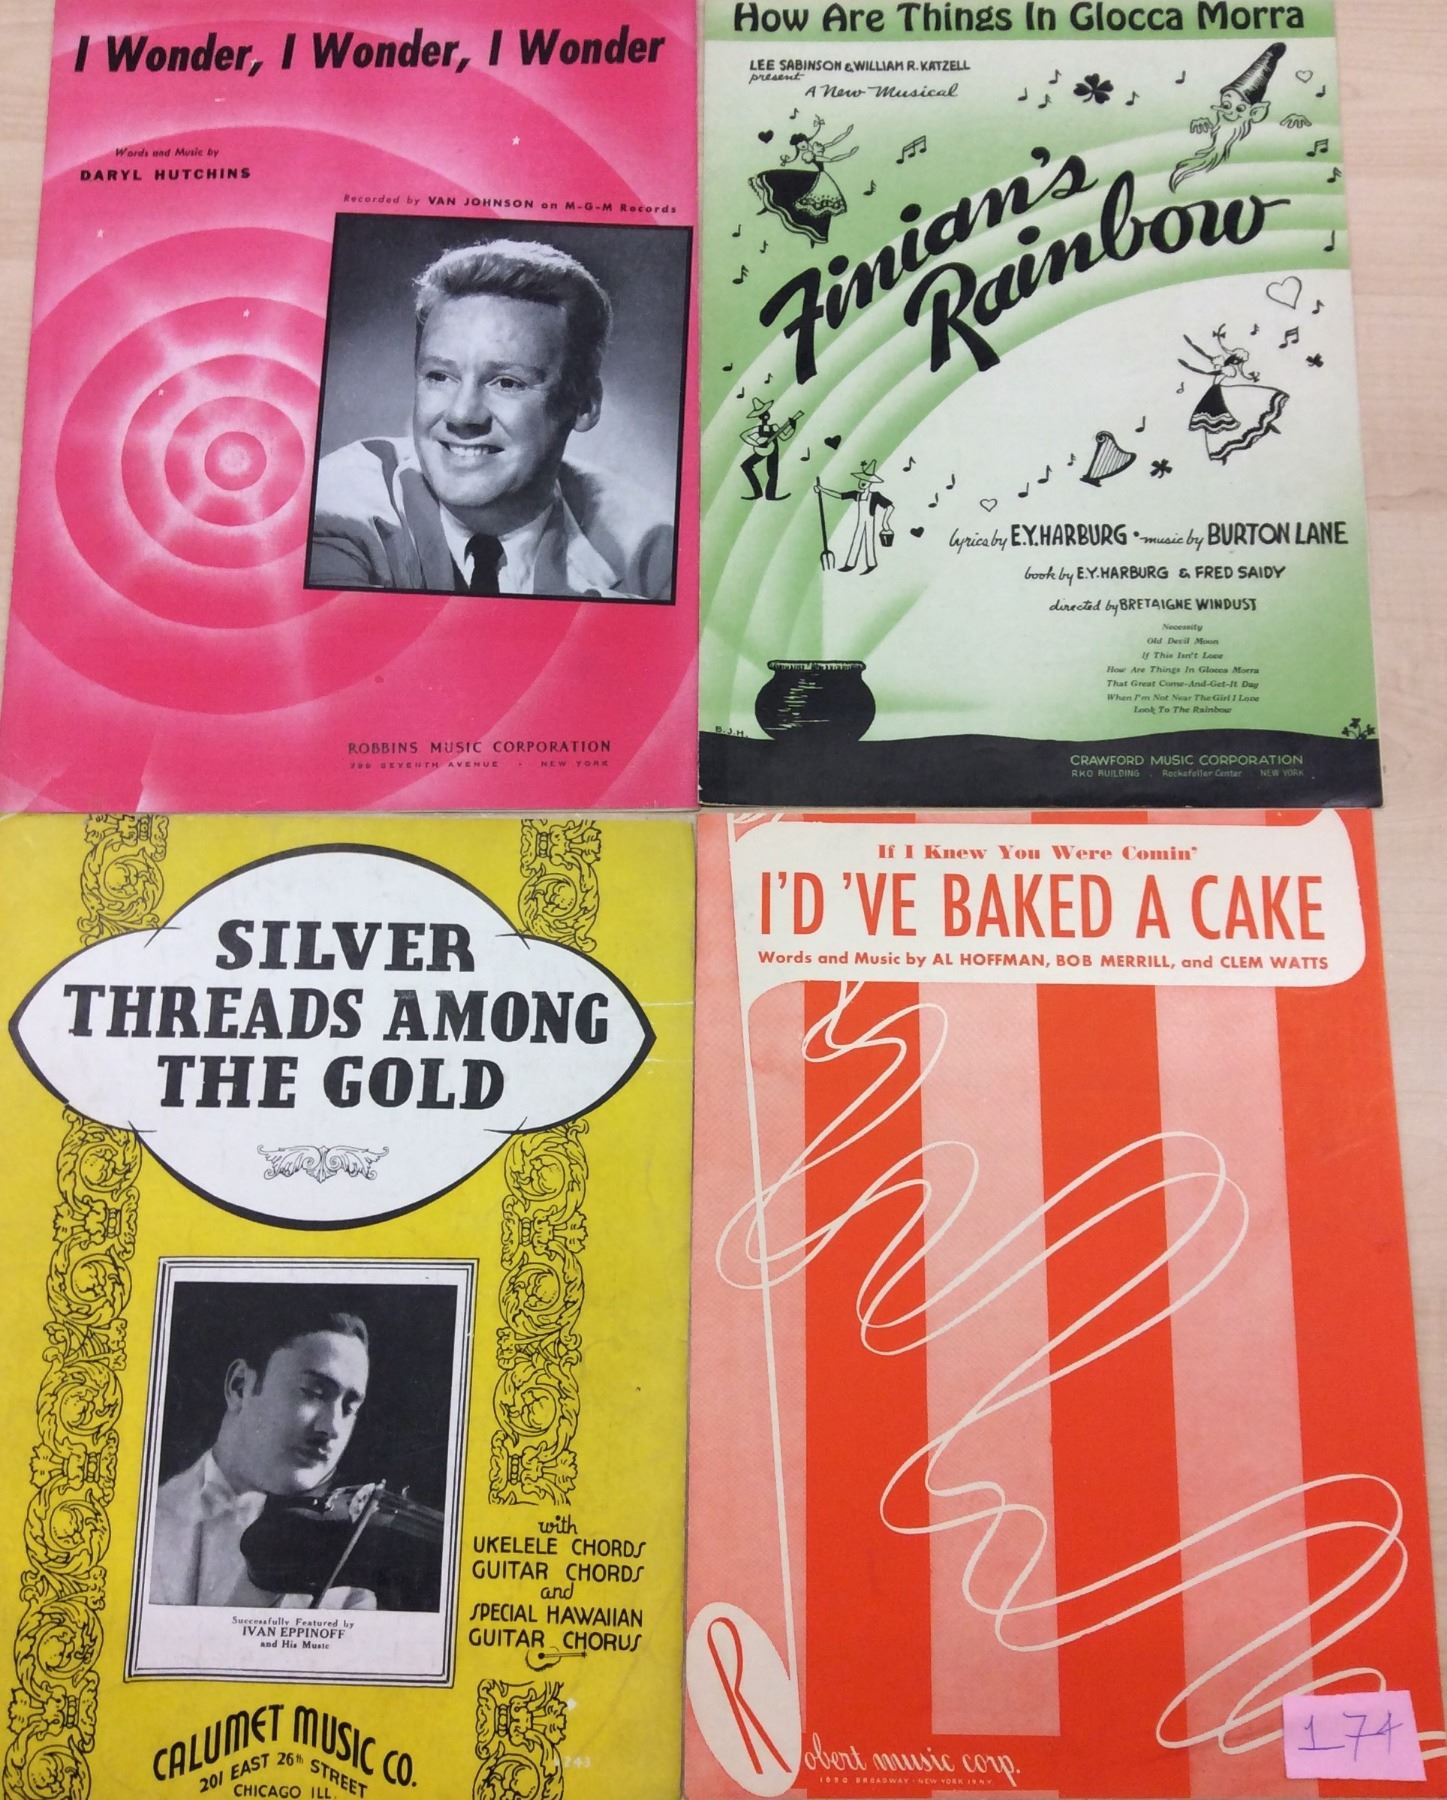 I Wonder, I Wonder, I Wonder
Words and Music by
DARYL HUTCHINS
Recorded by VAN JOHNSON on M-G-M Records
ROBBINS MUSIC CORPORATION
799 SEVENTH AVENUE · NEW YORK
How Are Things In Glocca Morra
LEE SABINSON & WILLIAM R. KATZELL
present
A New Musical
Finian's
Rainbow
lyrics by E.Y. HARBURG • music by BURTON LANE
book by E.Y. HARBURG & FRED SAIDY
directed by BRETAIGNE WINDUST
Necessity
Old Devil Moon
If This Isn't Love
How Are Things In Glocca Morra
That Great Come-And-Get-It Day
When I'm Not Near The Girl I Love
Look To The Rainbow
B.J.H.
CRAWFORD MUSIC CORPORATION
RKO BUILDING . Rockefeller Center . NEW YORK
SILVER
THREADS AMONG
THE GOLD
Successfully Featured by
IVAN EPPINOFF
and His Music
with
UKELELE CHORDS
GUITAR CHORDS
and
SPECIAL HAWAIIAN
GUITAR CHORUS
CALUMET MUSIC CO.
201 EAST 26th STREET
CHICAGO ILL.
If I Knew You Were Comin'
I'D 'VE BAKED A CAKE
Words and Music by AL HOFFMAN, BOB MERRILL, and CLEM WATTS
Robert music corp.
1650 BROADWAY · NEW YORK 19 N.Y.
174